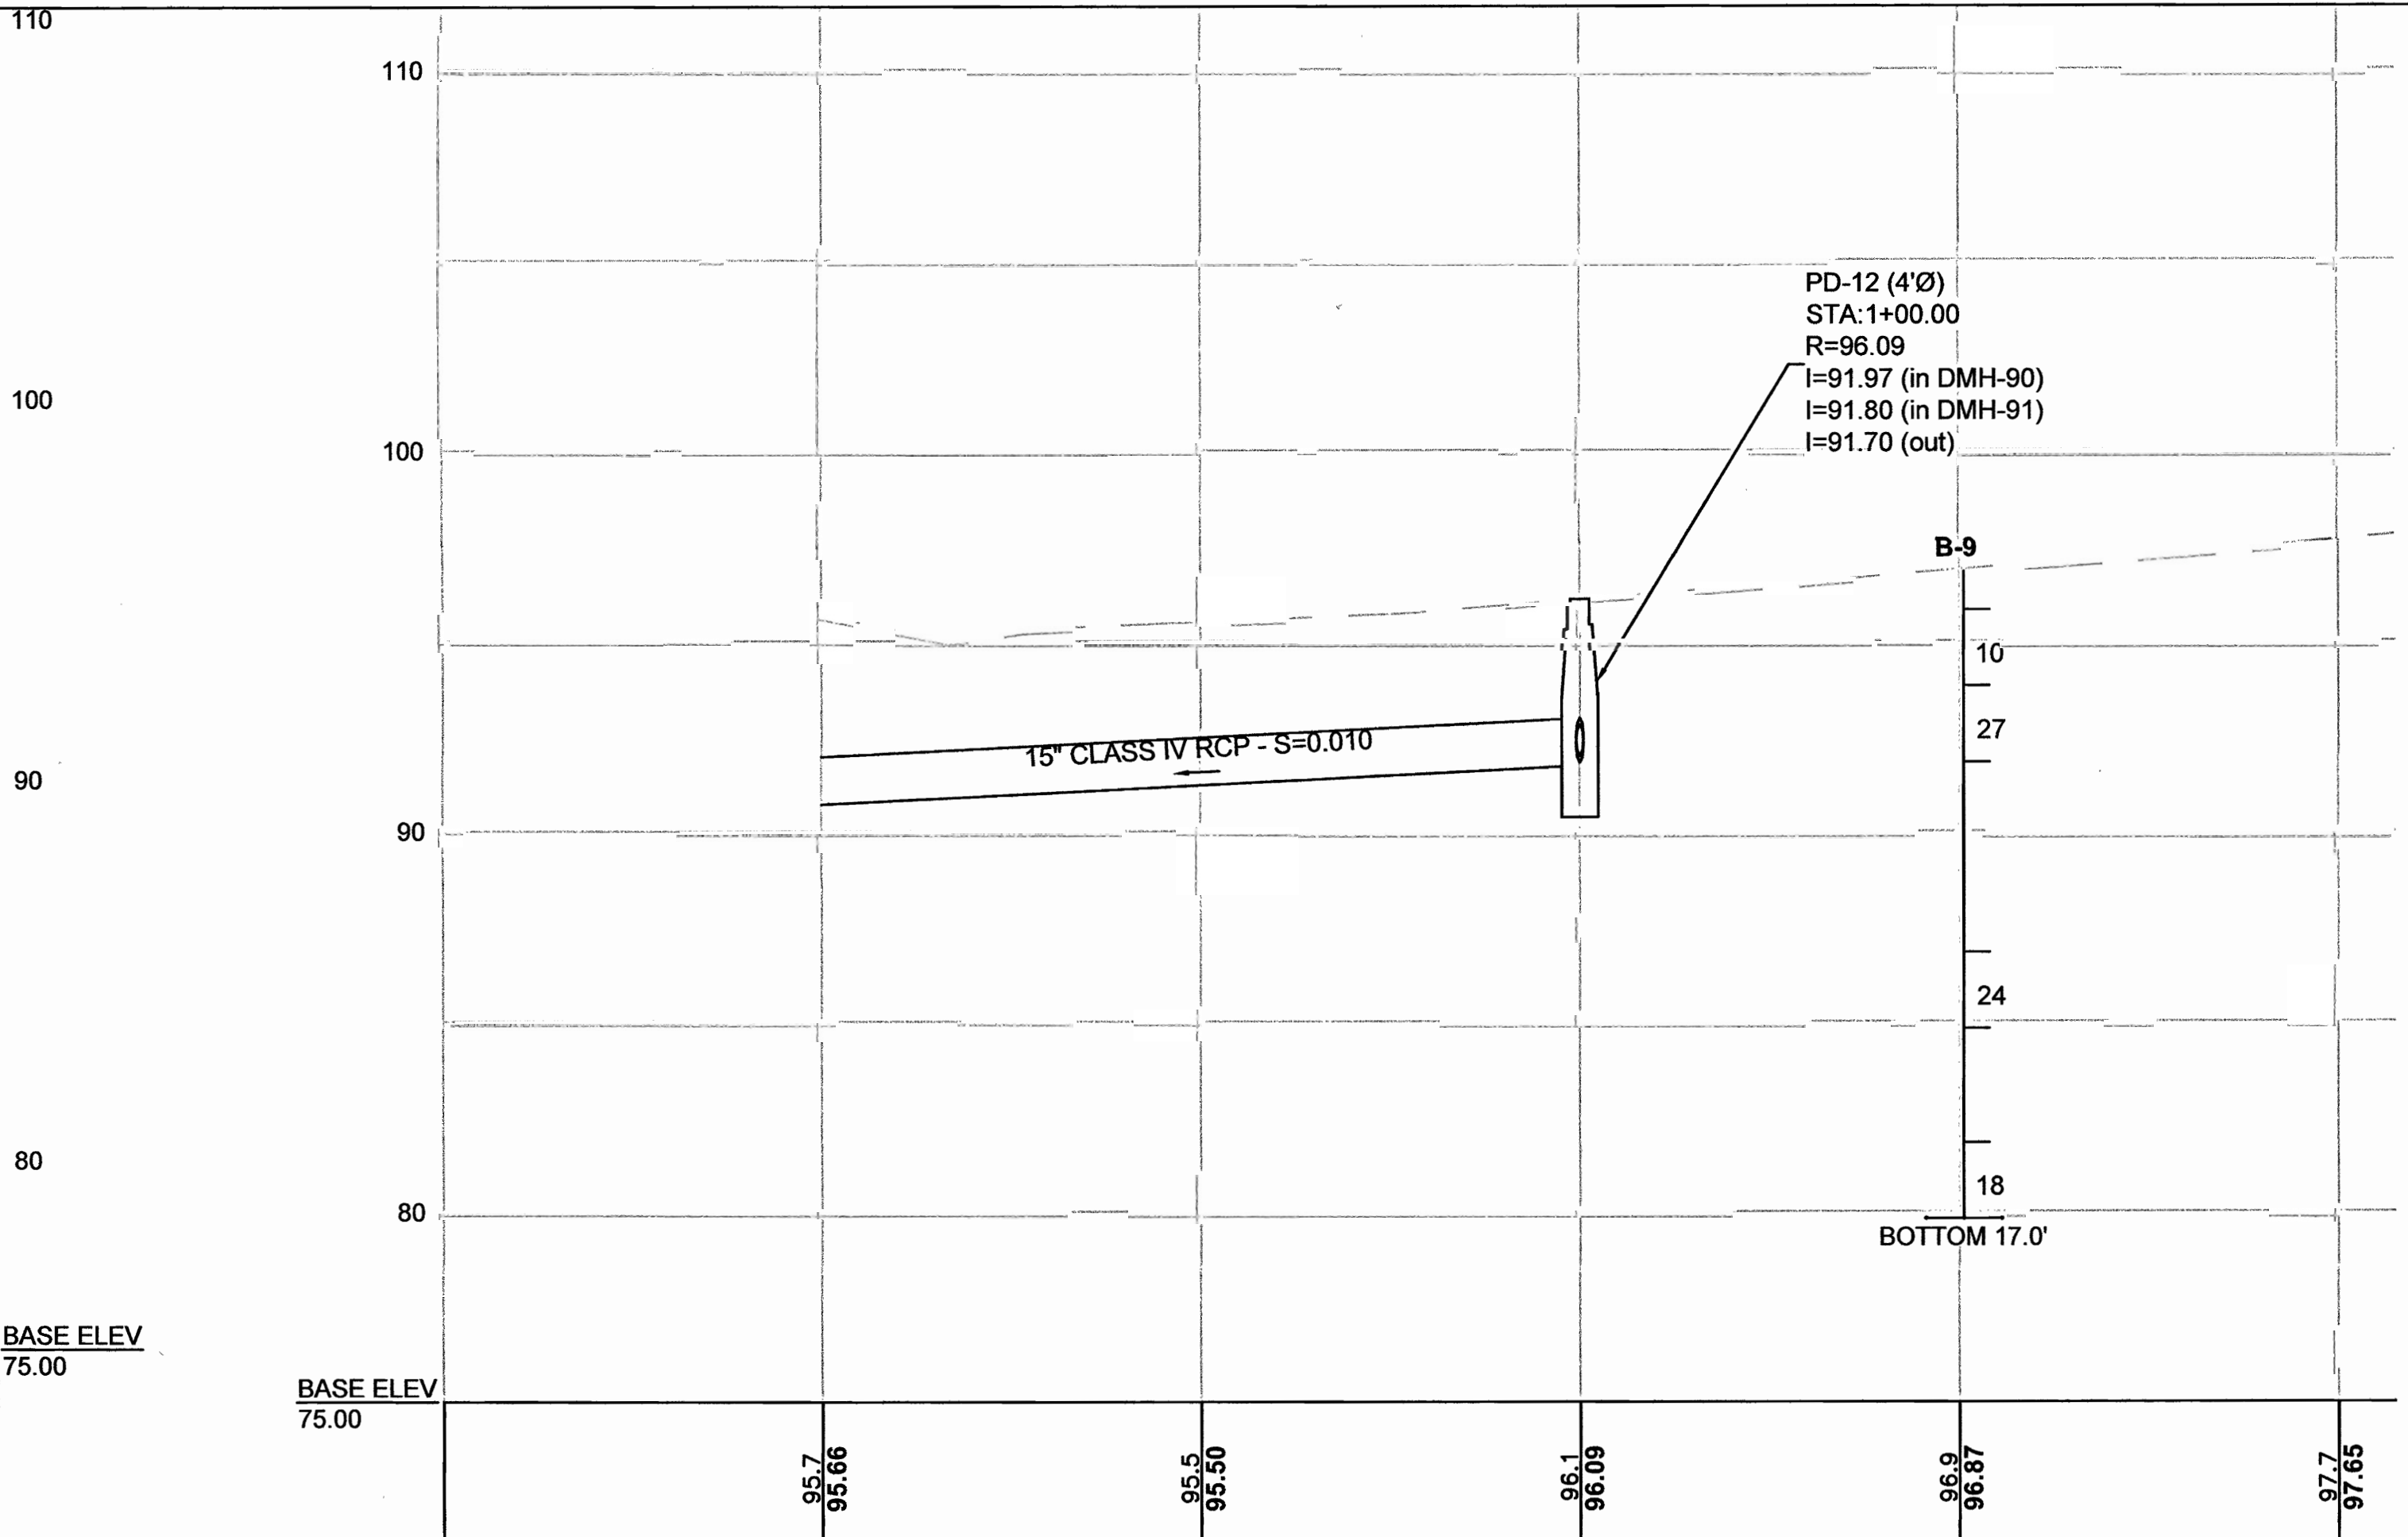 110
110
PD-12 (4'Ø)
STA:1+00.00
R=96.09
I=91.97 (in DMH-90)
I=91.80 (in DMH-91)
I=91.70 (out)
100
100
B-9
10
27
15" CLASS IV RCP - S=0.010
90
90
24
80
18
80
BOTTOM 17.0'
BASE ELEV
75.00
BASE ELEV
75.00
95.7
95.66
95.5
95.50
96.1
96.09
96.9
96.87
97.7
97.65